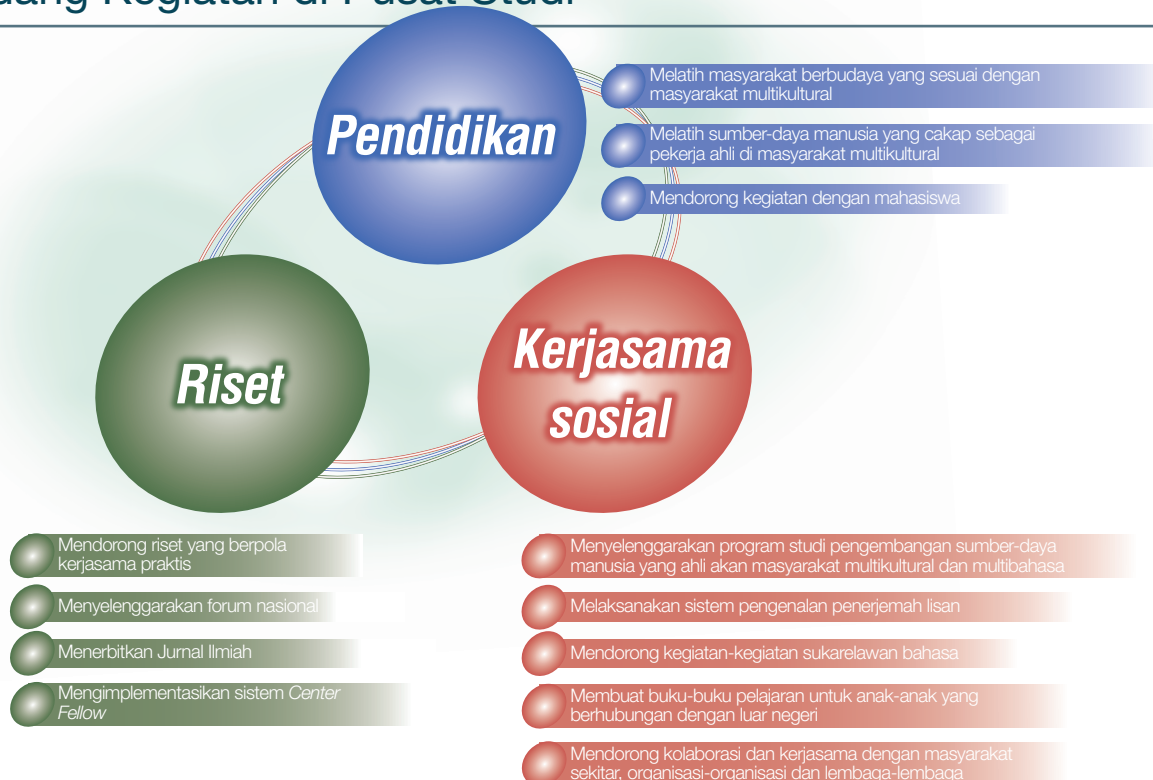 Kegiatan di Pusat Studi
Pendidikan
Melatih masyarakat berbudaya yang sesuai dengan
masyarakat multikultural
Melatih sumber-daya manusia yang cakap sebagai
pekerja ahli di masyarakat multikultural
Mendorong kegiatan dengan mahasiswa
Riset
Kerjasama
sosial
Mendorong riset yang berpola
kerjasama praktis
Menyelenggarakan forum nasional
Menerbitkan Jurnal Ilmiah
Mengimplementasikan sistem Center
Fellow
Menyelenggarakan program studi pengembangan sumber-daya
manusia yang ahli akan masyarakat multikultural dan multibahasa
Melaksanakan sistem pengenalan penerjemah lisan
Mendorong kegiatan-kegiatan sukarelawan bahasa
Membuat buku-buku pelajaran untuk anak-anak yang
berhubungan dengan luar negeri
Mendorong kolaborasi dan kerjasama dengan masyarakat
sekitar, organisasi-organisasi dan lembaga-lembaga